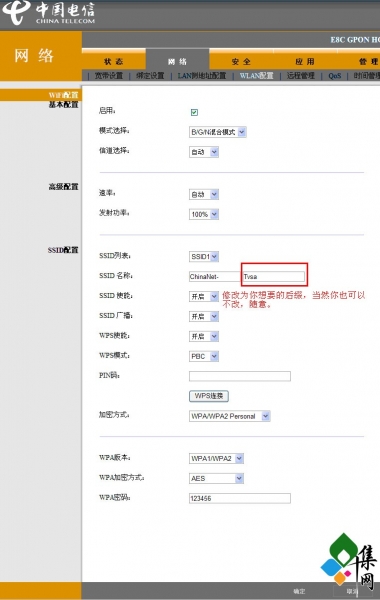 中国电信
CHINA TELECOM
E8C GPON HO
网络
状态 网络 安全 应用 管理
宽带设置 | 绑定设置 | LAN侧地址配置 | WLAN配置 | 远程管理 | QoS | 时间管理
WiFi配置
基本配置
启用:
模式选择: B/G/N混合模式
信道选择: 自动
高级配置
速率: 自动
发射功率: 100%
SSID配置
SSID列表: SSID1
SSID 名称: ChinaNet- Tvsa
SSID 使能: 开启
修改为你想要的后缀，当然你也可以
不改，随意。
SSID 广播: 开启
WPS使能: 开启
WPS模式: PBC
PIN码:
WPS连接
加密方式: WPA/WPA2 Personal
WPA版本: WPA1/WPA2
WPA加密方式: AES
WPA密码: 123456
集网
确定 取消